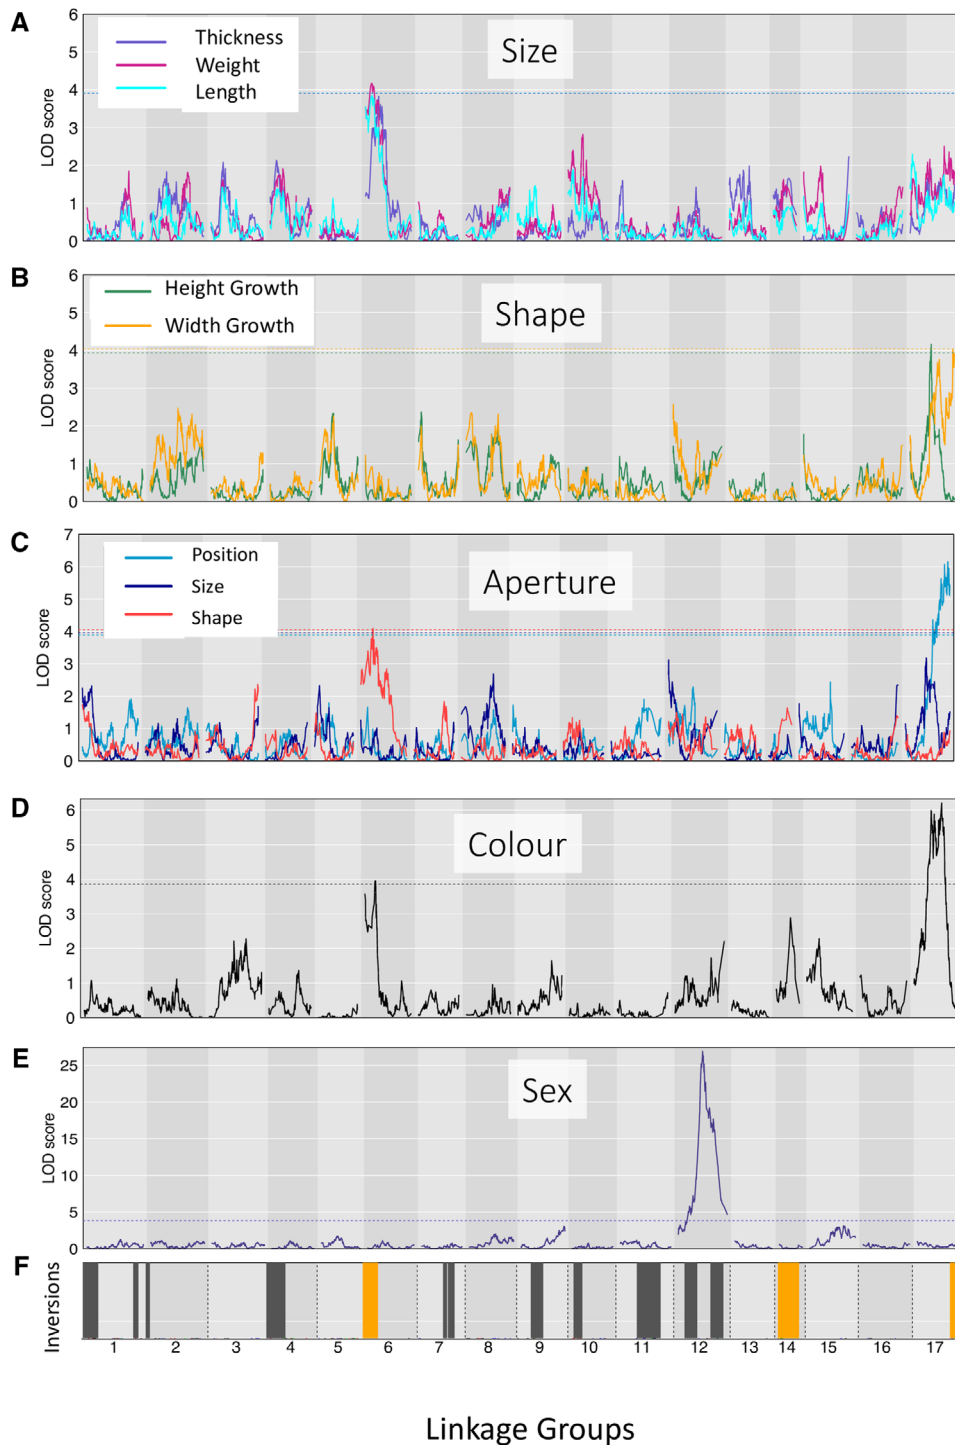 A
6
5
4
3
2
1
0
LOD score
Thickness
Weight
Length
Size
B
6
5
4
3
2
1
0
LOD score
Height Growth
Width Growth
Shape
C
7
6
5
4
3
2
1
0
LOD score
Position
Size
Shape
Aperture
D
6
5
4
3
2
1
0
LOD score
Colour
E
25
20
15
10
5
0
LOD score
Sex
F
Inversions
1 2 3 4 5 6 7 8 9 10 11 12 13 14 15 16 17
Linkage Groups